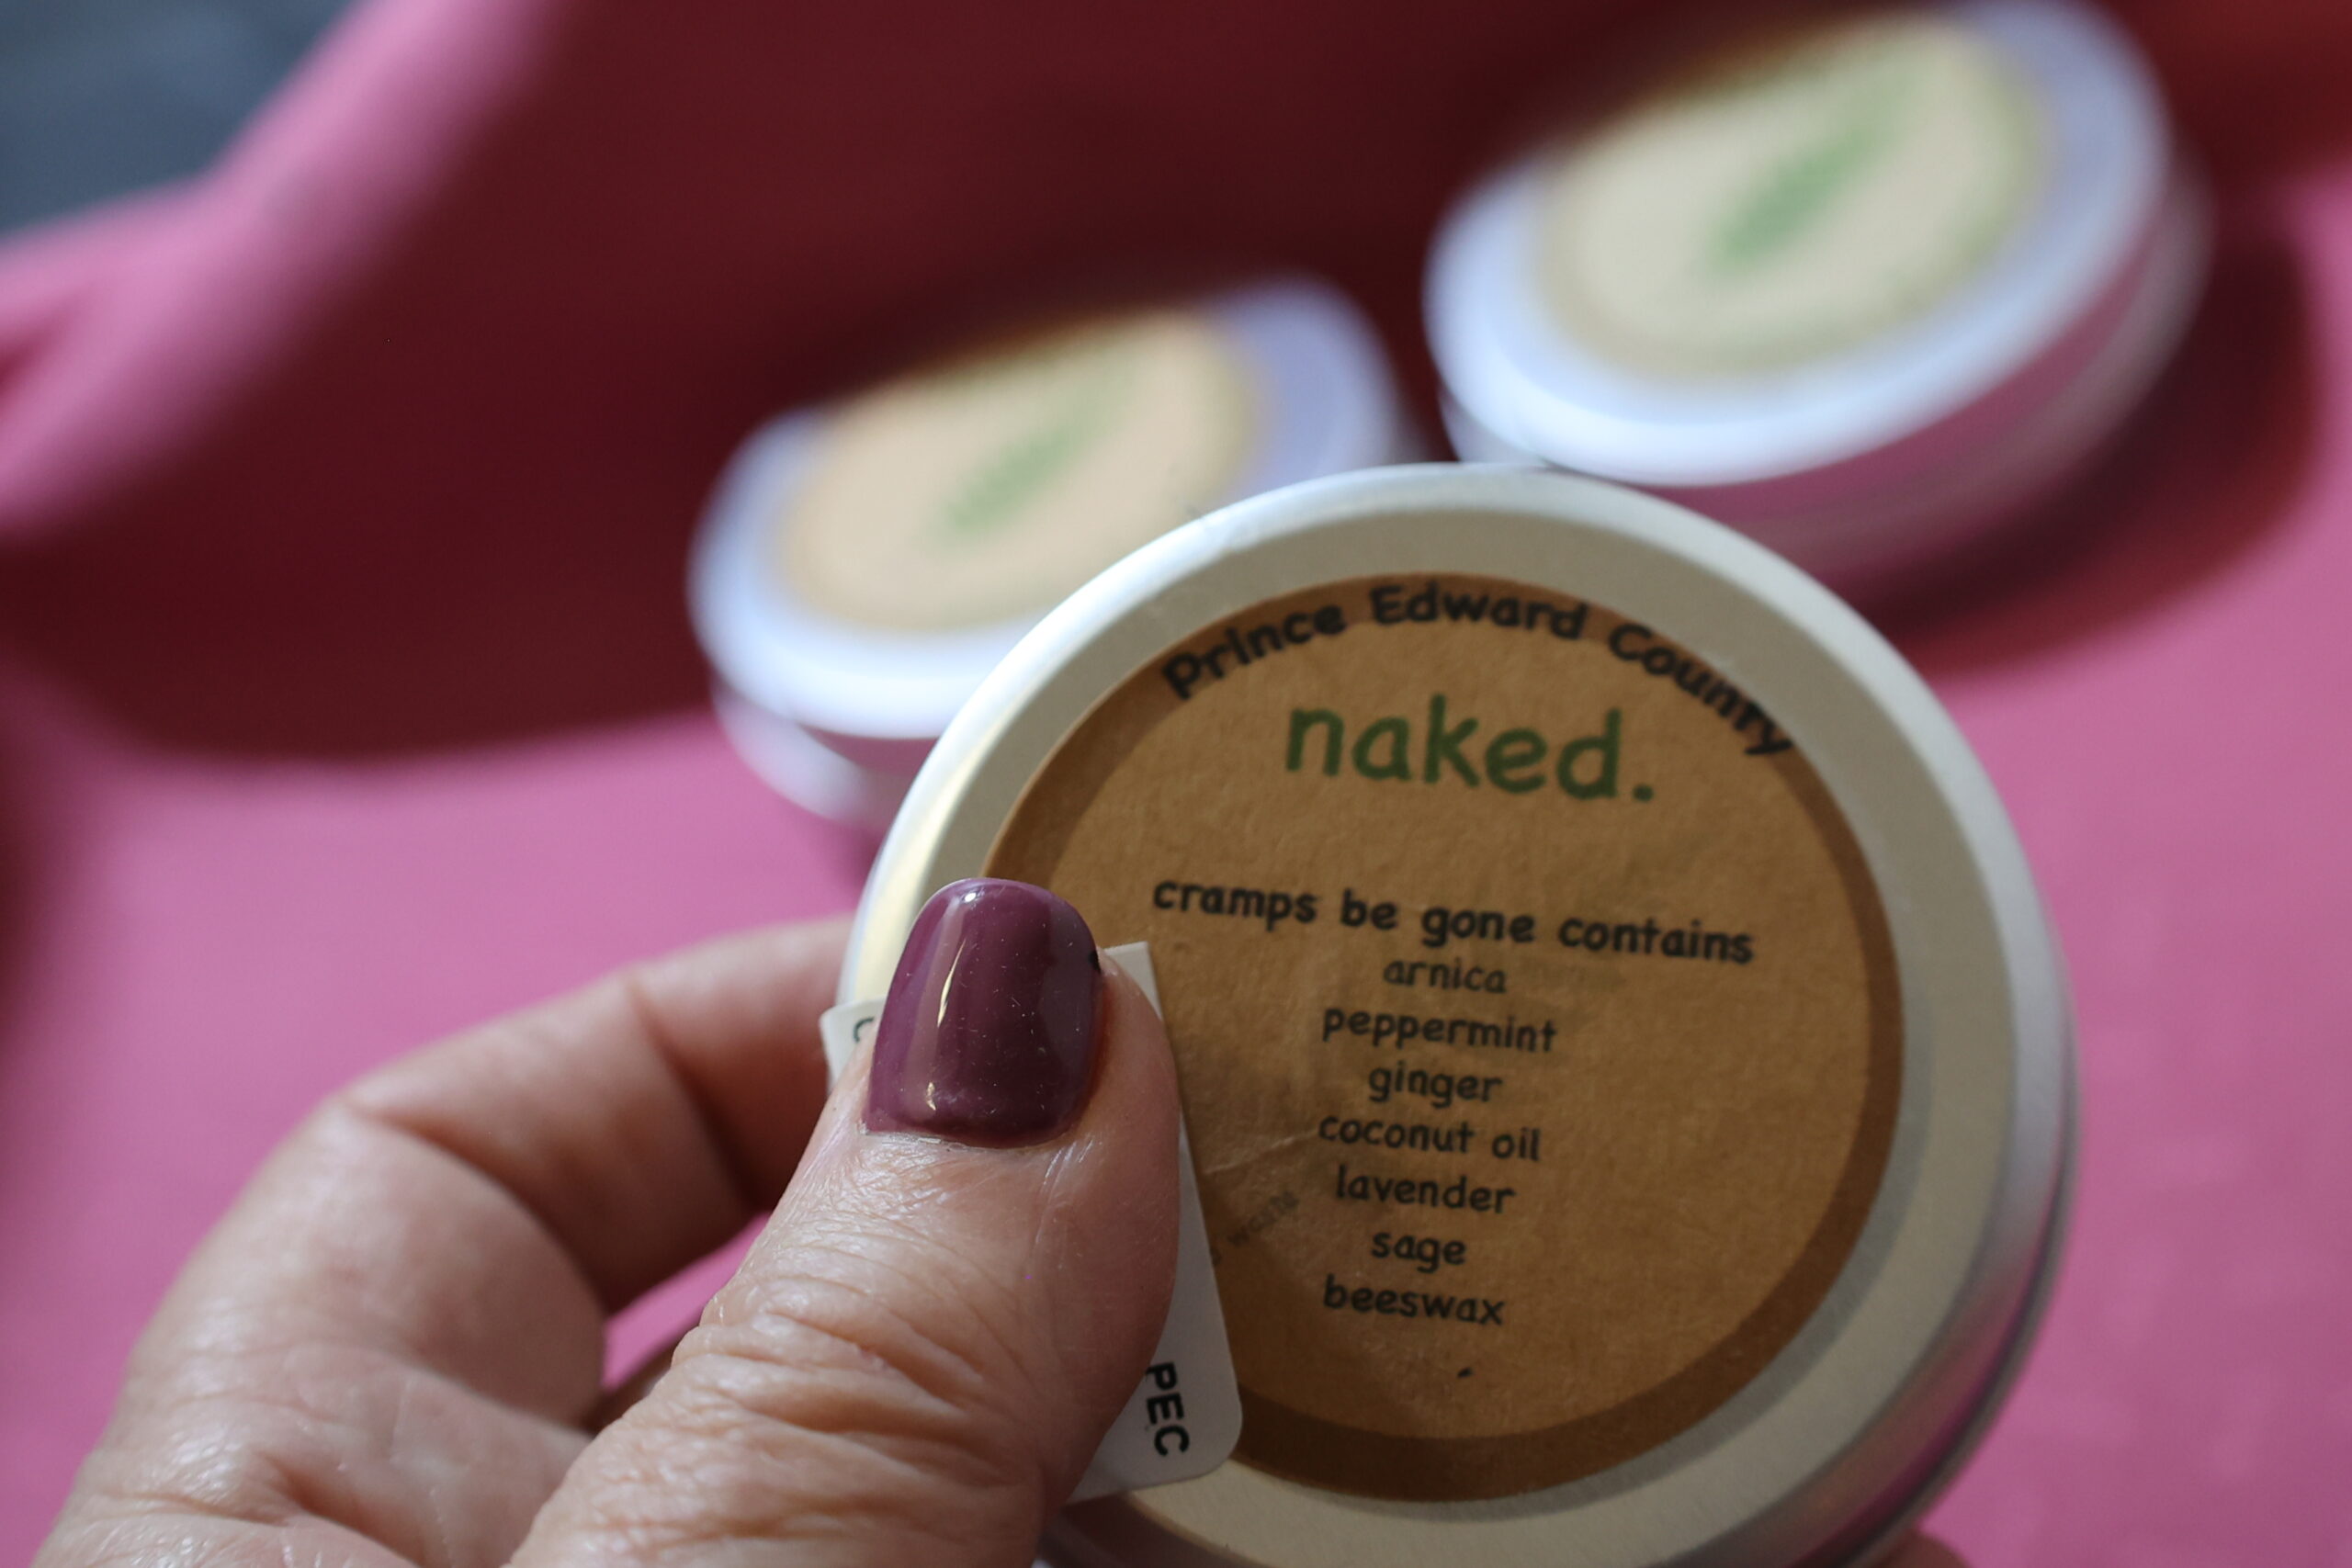 Prince Edward County
naked.
cramps be gone contains
arnica
peppermint
ginger
coconut oil
lavender
sage
beeswax
PEC